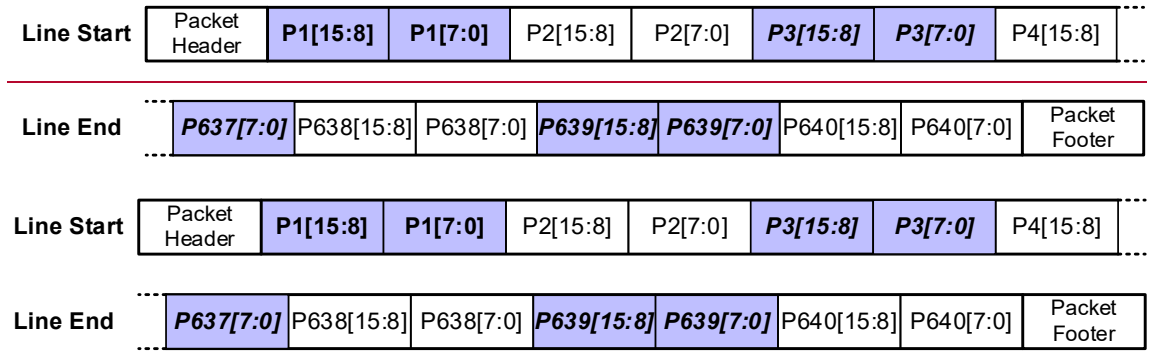 Line Start Packet Header P1[15:8] P1[7:0] P2[15:8] P2[7:0] P3[15:8] P3[7:0] P4[15:8]
Line End P637[7:0] P638[15:8] P638[7:0] P639[15:8] P639[7:0] P640[15:8] P640[7:0] Packet Footer
Line Start Packet Header P1[15:8] P1[7:0] P2[15:8] P2[7:0] P3[15:8] P3[7:0] P4[15:8]
Line End P637[7:0] P638[15:8] P638[7:0] P639[15:8] P639[7:0] P640[15:8] P640[7:0] Packet Footer